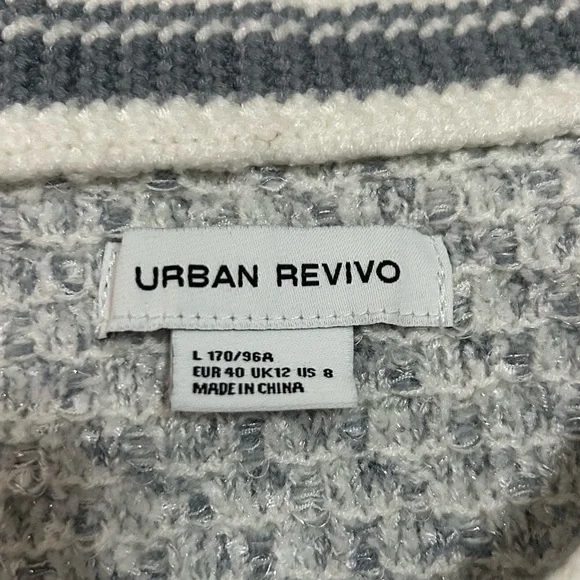 URBAN REVIVO
L 170/96A
EUR 40 UK12 US 8
MADE IN CHINA